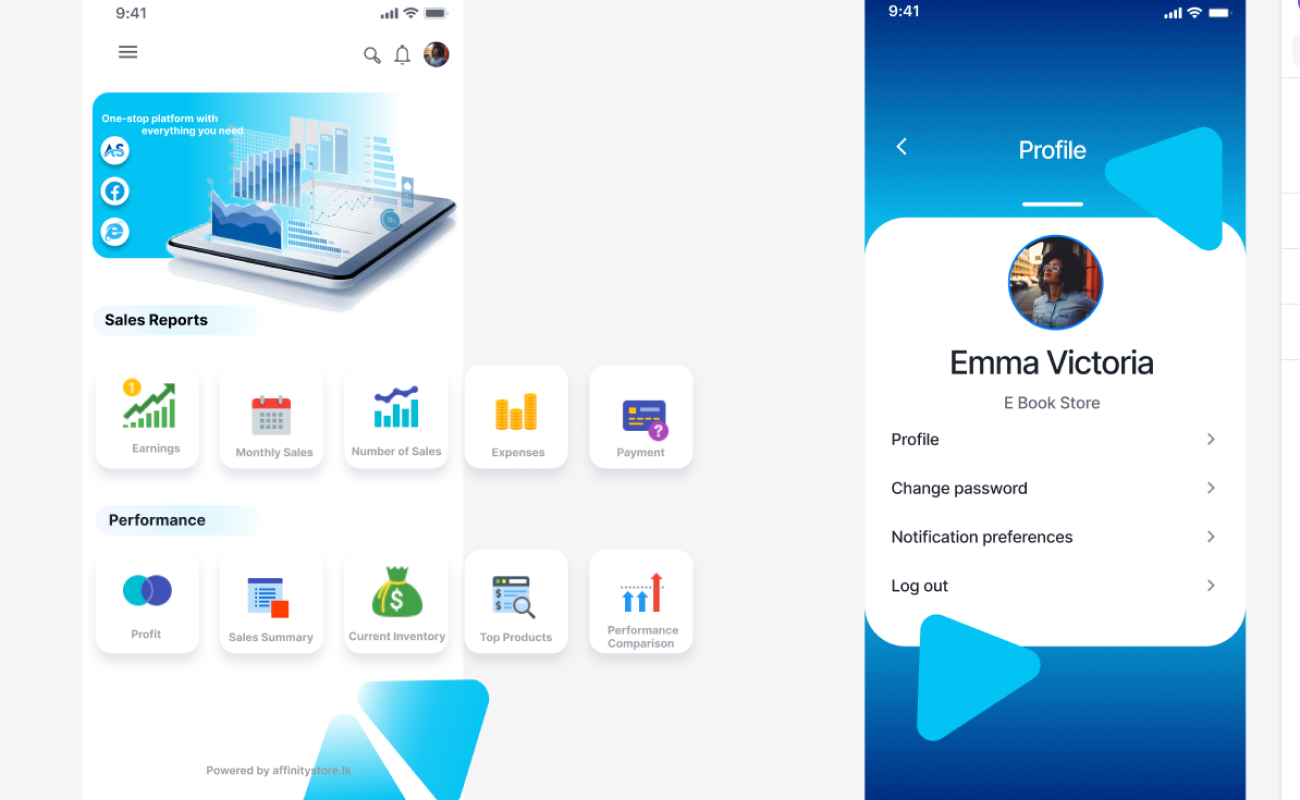 9:41
One-stop platform with
everything you need
AS
Sales Reports
1
Earnings
Monthly Sales
Number of Sales
Expenses
?
Payment
Performance
Profit
Sales Summary
$
Current Inventory
$
$
Top Products
Performance
Comparison
Powered by affinitystore.lk
9:41
Profile
Emma Victoria
E Book Store
Profile
Change password
Notification preferences
Log out